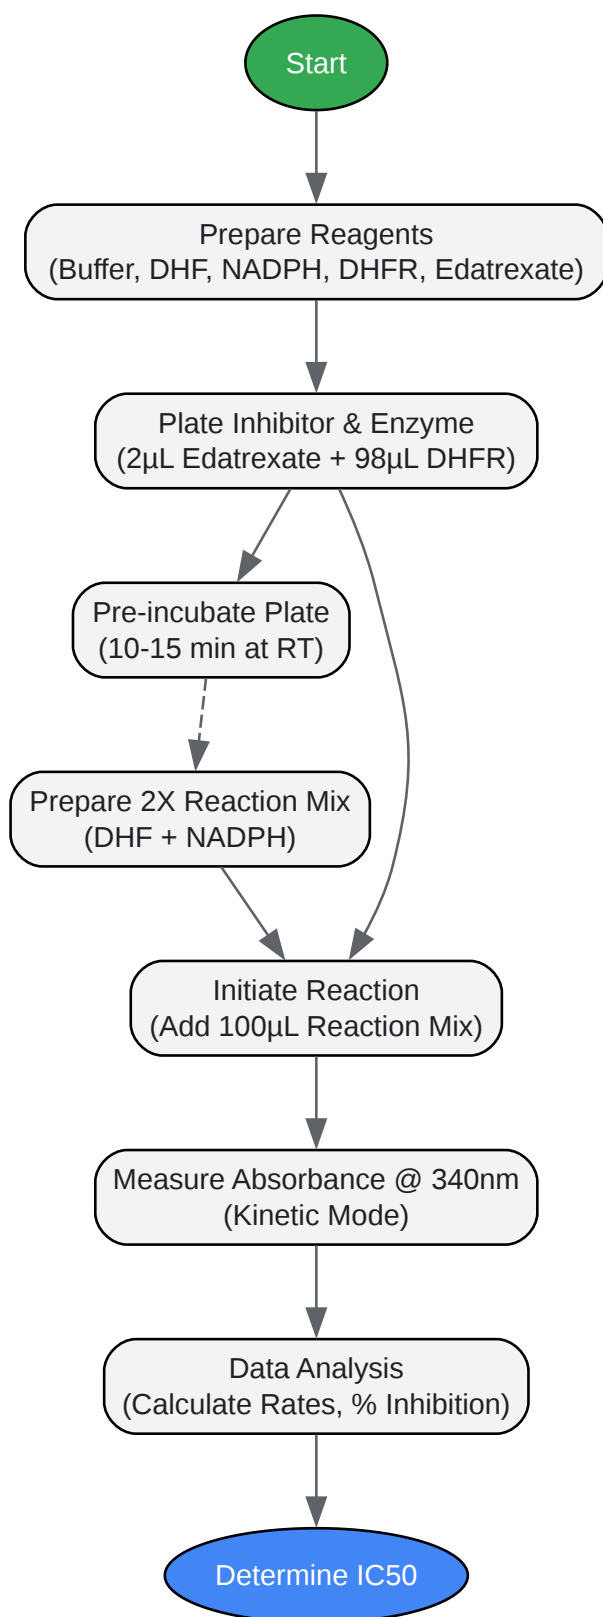 Start
Prepare Reagents
(Buffer, DHF, NADPH, DHFR, Edatrexate)
Plate Inhibitor & Enzyme
(2µL Edatrexate + 98µL DHFR)
Pre-incubate Plate
(10-15 min at RT)
Prepare 2X Reaction Mix
(DHF + NADPH)
Initiate Reaction
(Add 100µL Reaction Mix)
Measure Absorbance @ 340nm
(Kinetic Mode)
Data Analysis
(Calculate Rates, % Inhibition)
Determine IC50